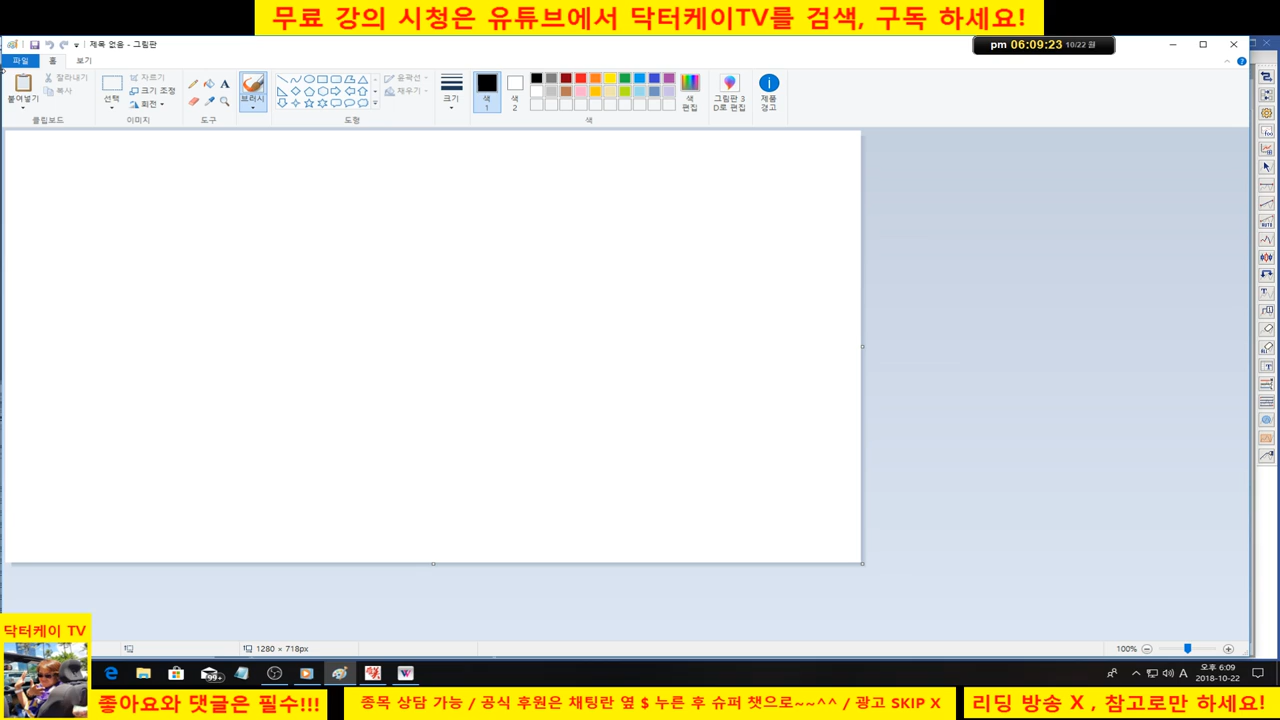 무료 강의 시청은 유튜브에서 닥터케이TV를 검색, 구독 하세요!
제목 없음 - 그림판
pm 06:09:23 10/22 월
파일 홈 보기
붙여넣기
잘라내기
복사
클립보드
선택
자르기
크기 조정
회전
이미지
A
도구
브러시
윤곽선
채우기
도형
크기
색 1
색 2
색 편집
색
그림판 3D로 편집
제품 경고
1280 × 718px
100%
닥터케이 TV
99+
W
A
오후 6:09
2018-10-22
좋아요와 댓글은 필수!!!
종목 상담 가능 / 공식 후원은 채팅란 옆 $ 누른 후 슈퍼 챗으로~~^^ / 광고 SKIP X
리딩 방송 X , 참고로만 하세요!